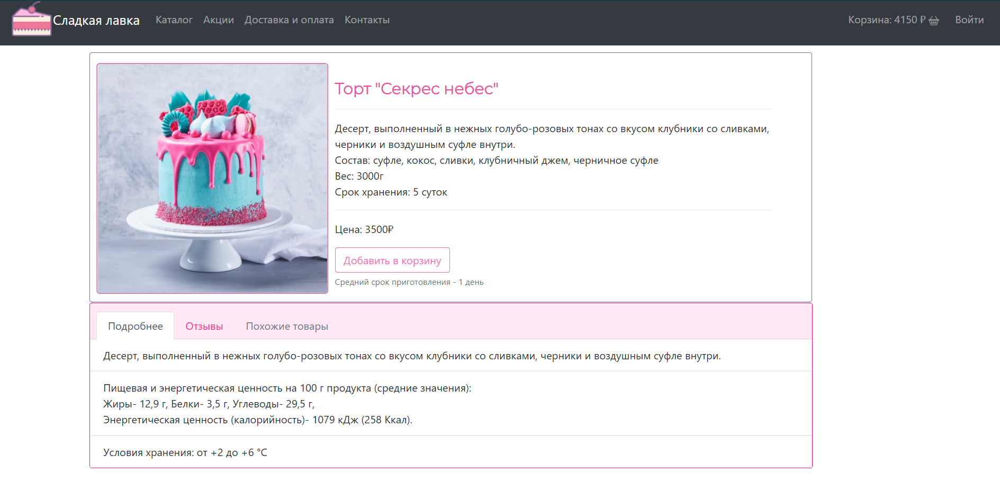 Сладкая лавка Каталог Акции Доставка и оплата Контакты Корзина: 4150 ₽ Войти
Торт "Секрес небес"
Десерт, выполненный в нежных голубо-розовых тонах со вкусом клубники со сливками,
черники и воздушным суфле внутри.
Состав: суфле, кокос, сливки, клубничный джем, черничное суфле
Вес: 3000г
Срок хранения: 5 суток
Цена: 3500₽
Добавить в корзину
Средний срок приготовления - 1 день
Подробнее Отзывы Похожие товары
Десерт, выполненный в нежных голубо-розовых тонах со вкусом клубники со сливками, черники и воздушным суфле внутри.
Пищевая и энергетическая ценность на 100 г продукта (средние значения):
Жиры- 12,9 г, Белки- 3,5 г, Углеводы- 29,5 г,
Энергетическая ценность (калорийность)- 1079 кДж (258 Ккал).
Условия хранения: от +2 до +6 °C